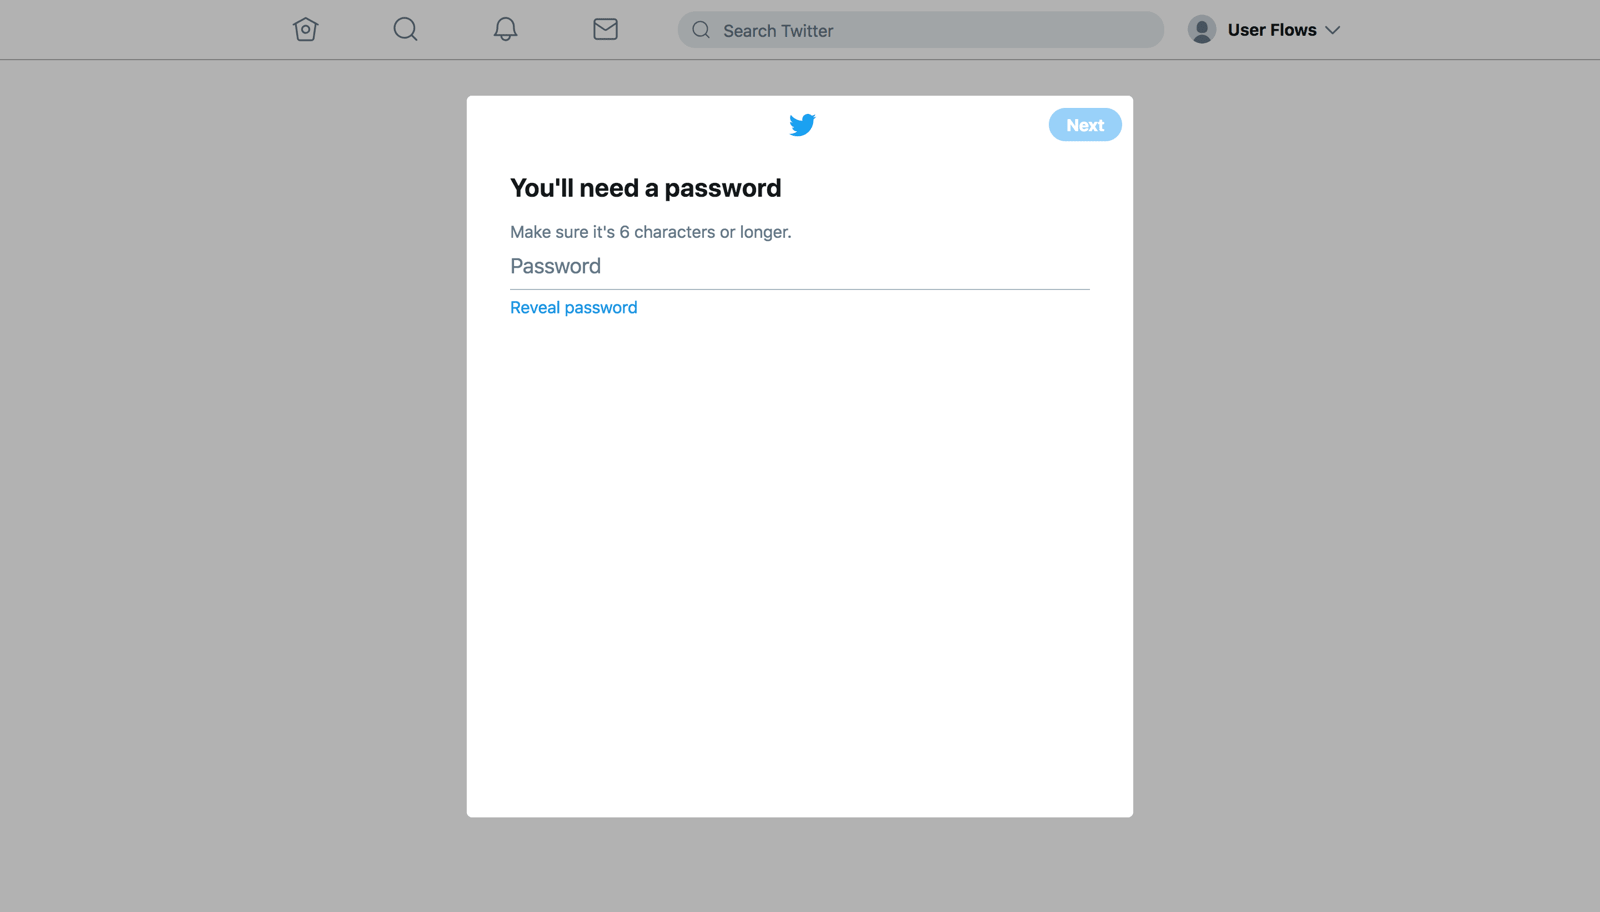 Search Twitter
User Flows
Next
You'll need a password
Make sure it's 6 characters or longer.
Password
Reveal password